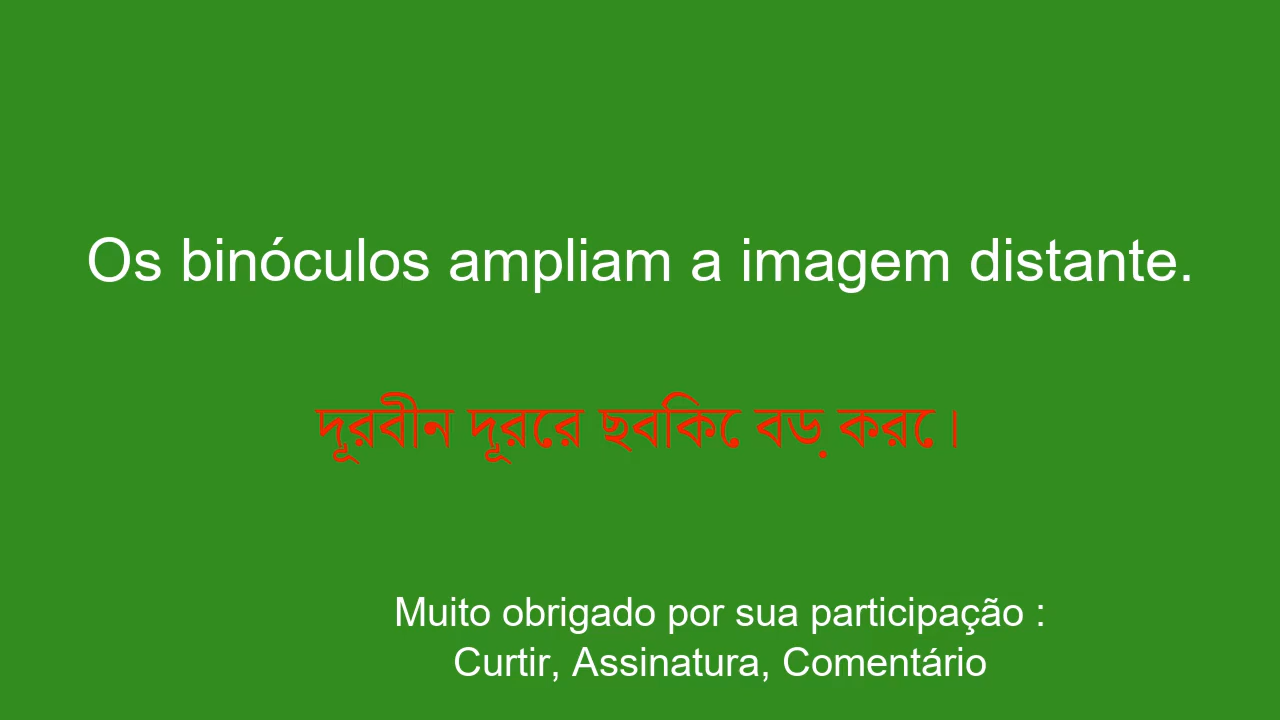 Os binóculos ampliam a imagem distante.
দূরবীন দূরের ছবিকে বড় করে।
Muito obrigado por sua participação :
Curtir, Assinatura, Comentário